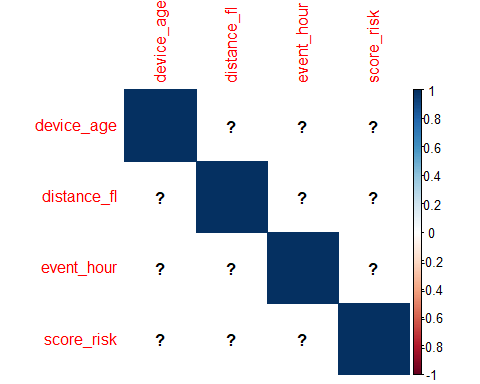 device_age
distance_fl
event_hour
score_risk
device_age ? ? ?
distance_fl ? ? ?
event_hour ? ? ?
score_risk ? ? ?
1
0.8
0.6
0.4
0.2
0
-0.2
-0.4
-0.6
-0.8
-1